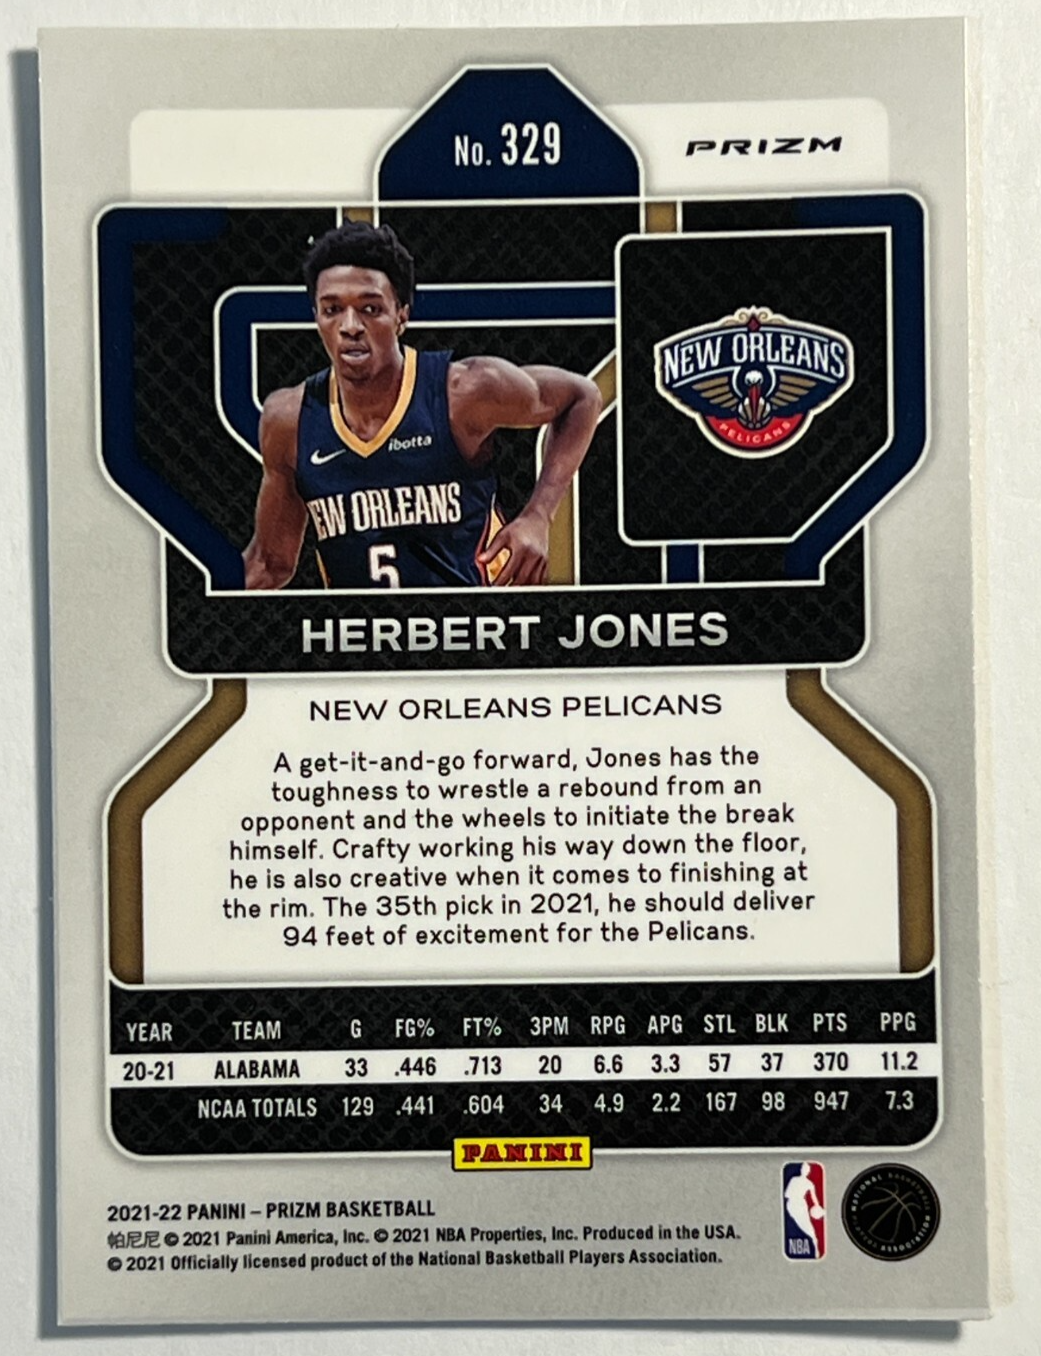 No. 329
PRIZM
NEW ORLEANS
PELICANS
ibotta
EW ORLEANS
5
HERBERT JONES
NEW ORLEANS PELICANS
A get-it-and-go forward, Jones has the
toughness to wrestle a rebound from an
opponent and the wheels to initiate the break
himself. Crafty working his way down the floor,
he is also creative when it comes to finishing at
the rim. The 35th pick in 2021, he should deliver
94 feet of excitement for the Pelicans.
YEAR TEAM G FG% FT% 3PM RPG APG STL BLK PTS PPG
20-21 ALABAMA 33 .446 .713 20 6.6 3.3 57 37 370 11.2
NCAA TOTALS 129 .441 .604 34 4.9 2.2 167 98 947 7.3
PANINI
2021-22 PANINI – PRIZM BASKETBALL
帕尼尼 © 2021 Panini America, Inc. © 2021 NBA Properties, Inc. Produced in the USA.
© 2021 Officially licensed product of the National Basketball Players Association.
NBA
NATIONAL BASKETBALL PLAYERS ASSOCIATION